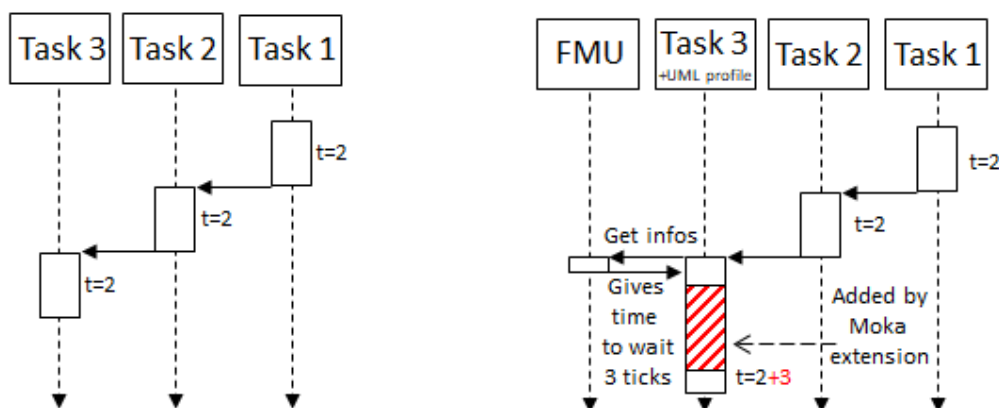 Task 3
Task 2
Task 1
t=2
t=2
t=2
FMU
Task 3
+UML profile
Task 2
Task 1
t=2
t=2
Get infos
Gives
time
to wait
3 ticks
t=2+3
Added by
Moka
extension